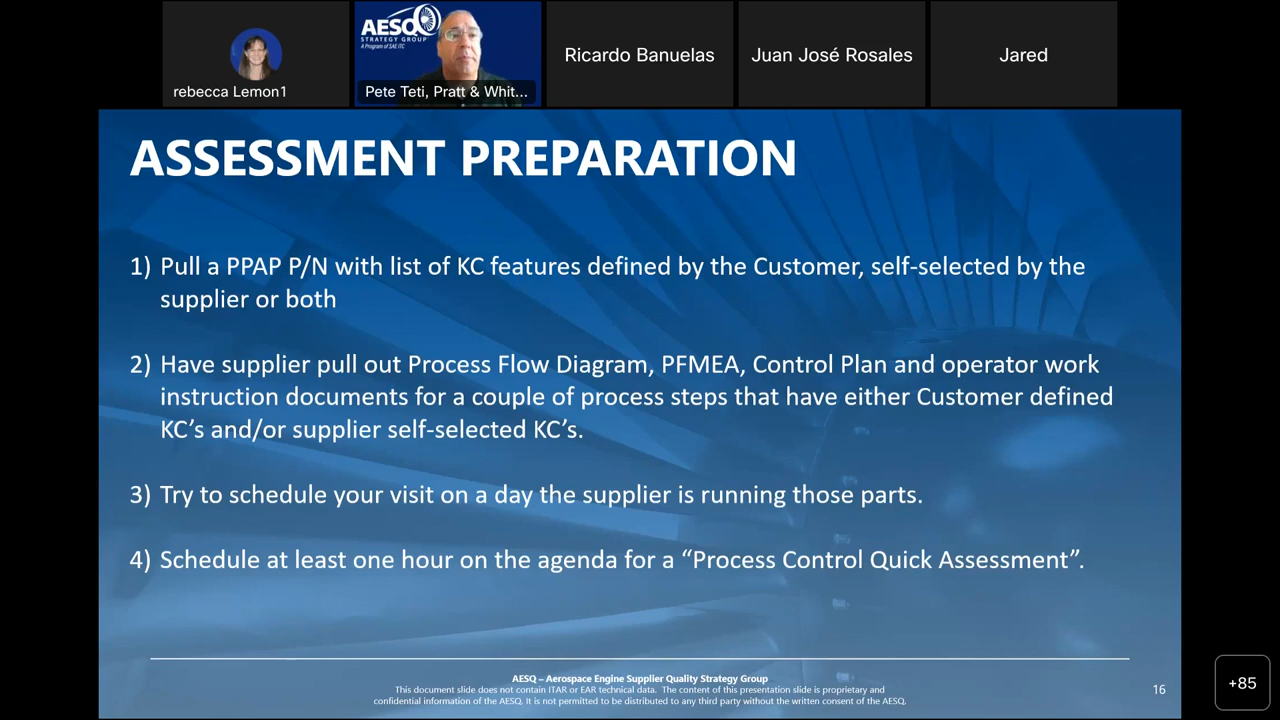 AESQ
STRATEGY GROUP
A Program of SAE ITC
rebecca Lemon1
Pete Teti, Pratt & Whit...
Ricardo Banuelas
Juan José Rosales
Jared
ASSESSMENT PREPARATION
1) Pull a PPAP P/N with list of KC features defined by the Customer, self-selected by the
supplier or both
2) Have supplier pull out Process Flow Diagram, PFMEA, Control Plan and operator work
instruction documents for a couple of process steps that have either Customer defined
KC’s and/or supplier self-selected KC’s.
3) Try to schedule your visit on a day the supplier is running those parts.
4) Schedule at least one hour on the agenda for a “Process Control Quick Assessment”.
AESQ – Aerospace Engine Supplier Quality Strategy Group
This document slide does not contain ITAR or EAR technical data. The content of this presentation slide is proprietary and
confidential information of the AESQ. It is not permitted to be distributed to any third party without the written consent of the AESQ.
16
+85